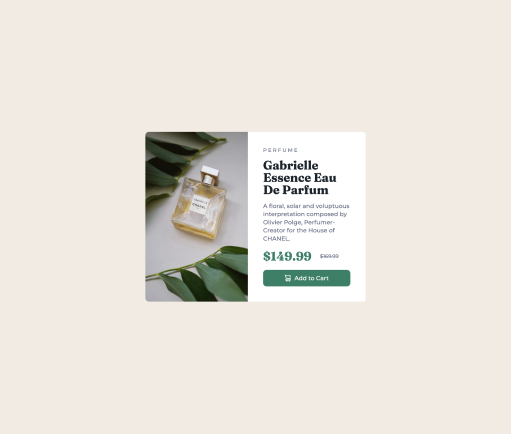 PERFUME
Gabrielle
Essence Eau
De Parfum
A floral, solar and voluptuous
interpretation composed by
Olivier Polge, Perfumer-
Creator for the House of
CHANEL.
$149.99 $169.99
Add to Cart
CHANEL